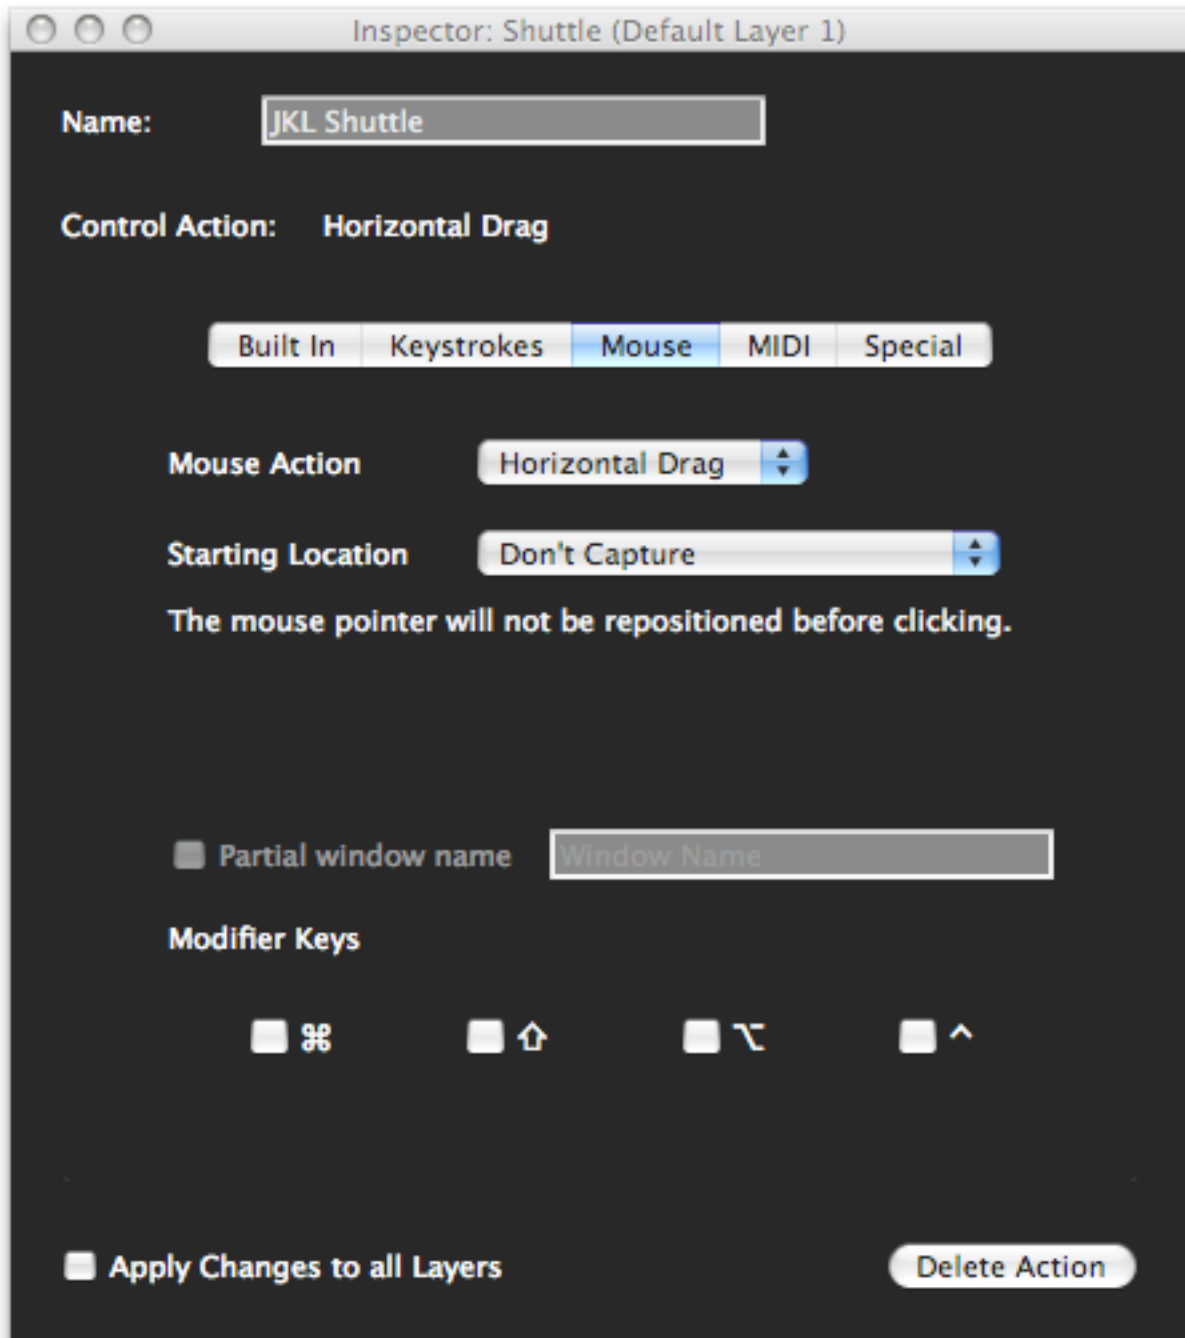 Inspector: Shuttle (Default Layer 1)
Name: JKL Shuttle
Control Action: Horizontal Drag
Built In Keystrokes Mouse MIDI Special
Mouse Action Horizontal Drag
Starting Location Don't Capture
The mouse pointer will not be repositioned before clicking.
Partial window name Window Name
Modifier Keys
⌘ ⇧ ⌥ ^
Apply Changes to all Layers Delete Action